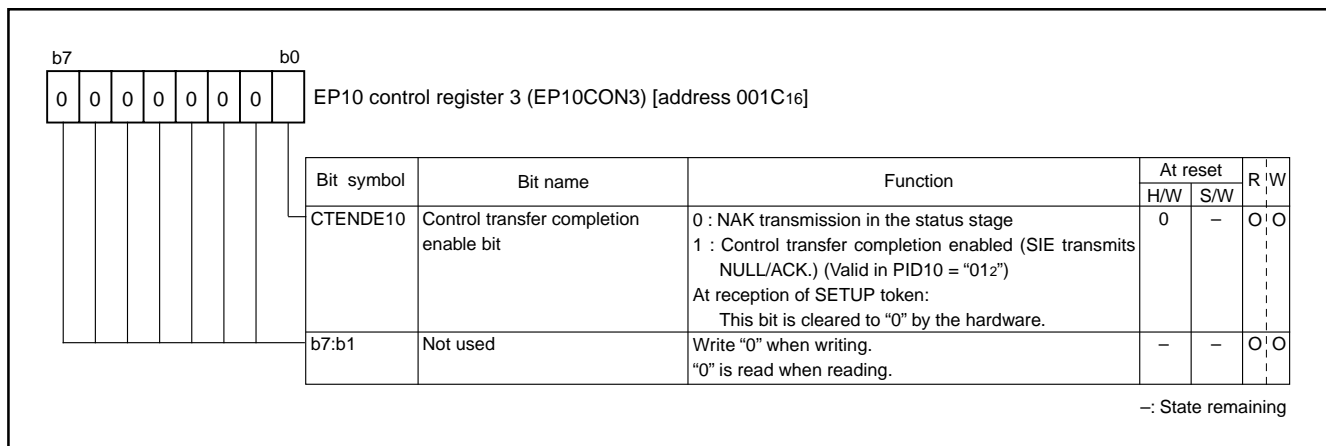 b7 b0
0 0 0 0 0 0 0
EP10 control register 3 (EP10CON3) [address 001C16]
Bit symbol Bit name Function At reset R W
H/W S/W
CTENDE10 Control transfer completion 0 : NAK transmission in the status stage 0 – O O
enable bit 1 : Control transfer completion enabled (SIE transmits
NULL/ACK.) (Valid in PID10 = “012”)
At reception of SETUP token:
This bit is cleared to “0” by the hardware.
b7:b1 Not used Write “0” when writing. – – O O
“0” is read when reading.
–: State remaining